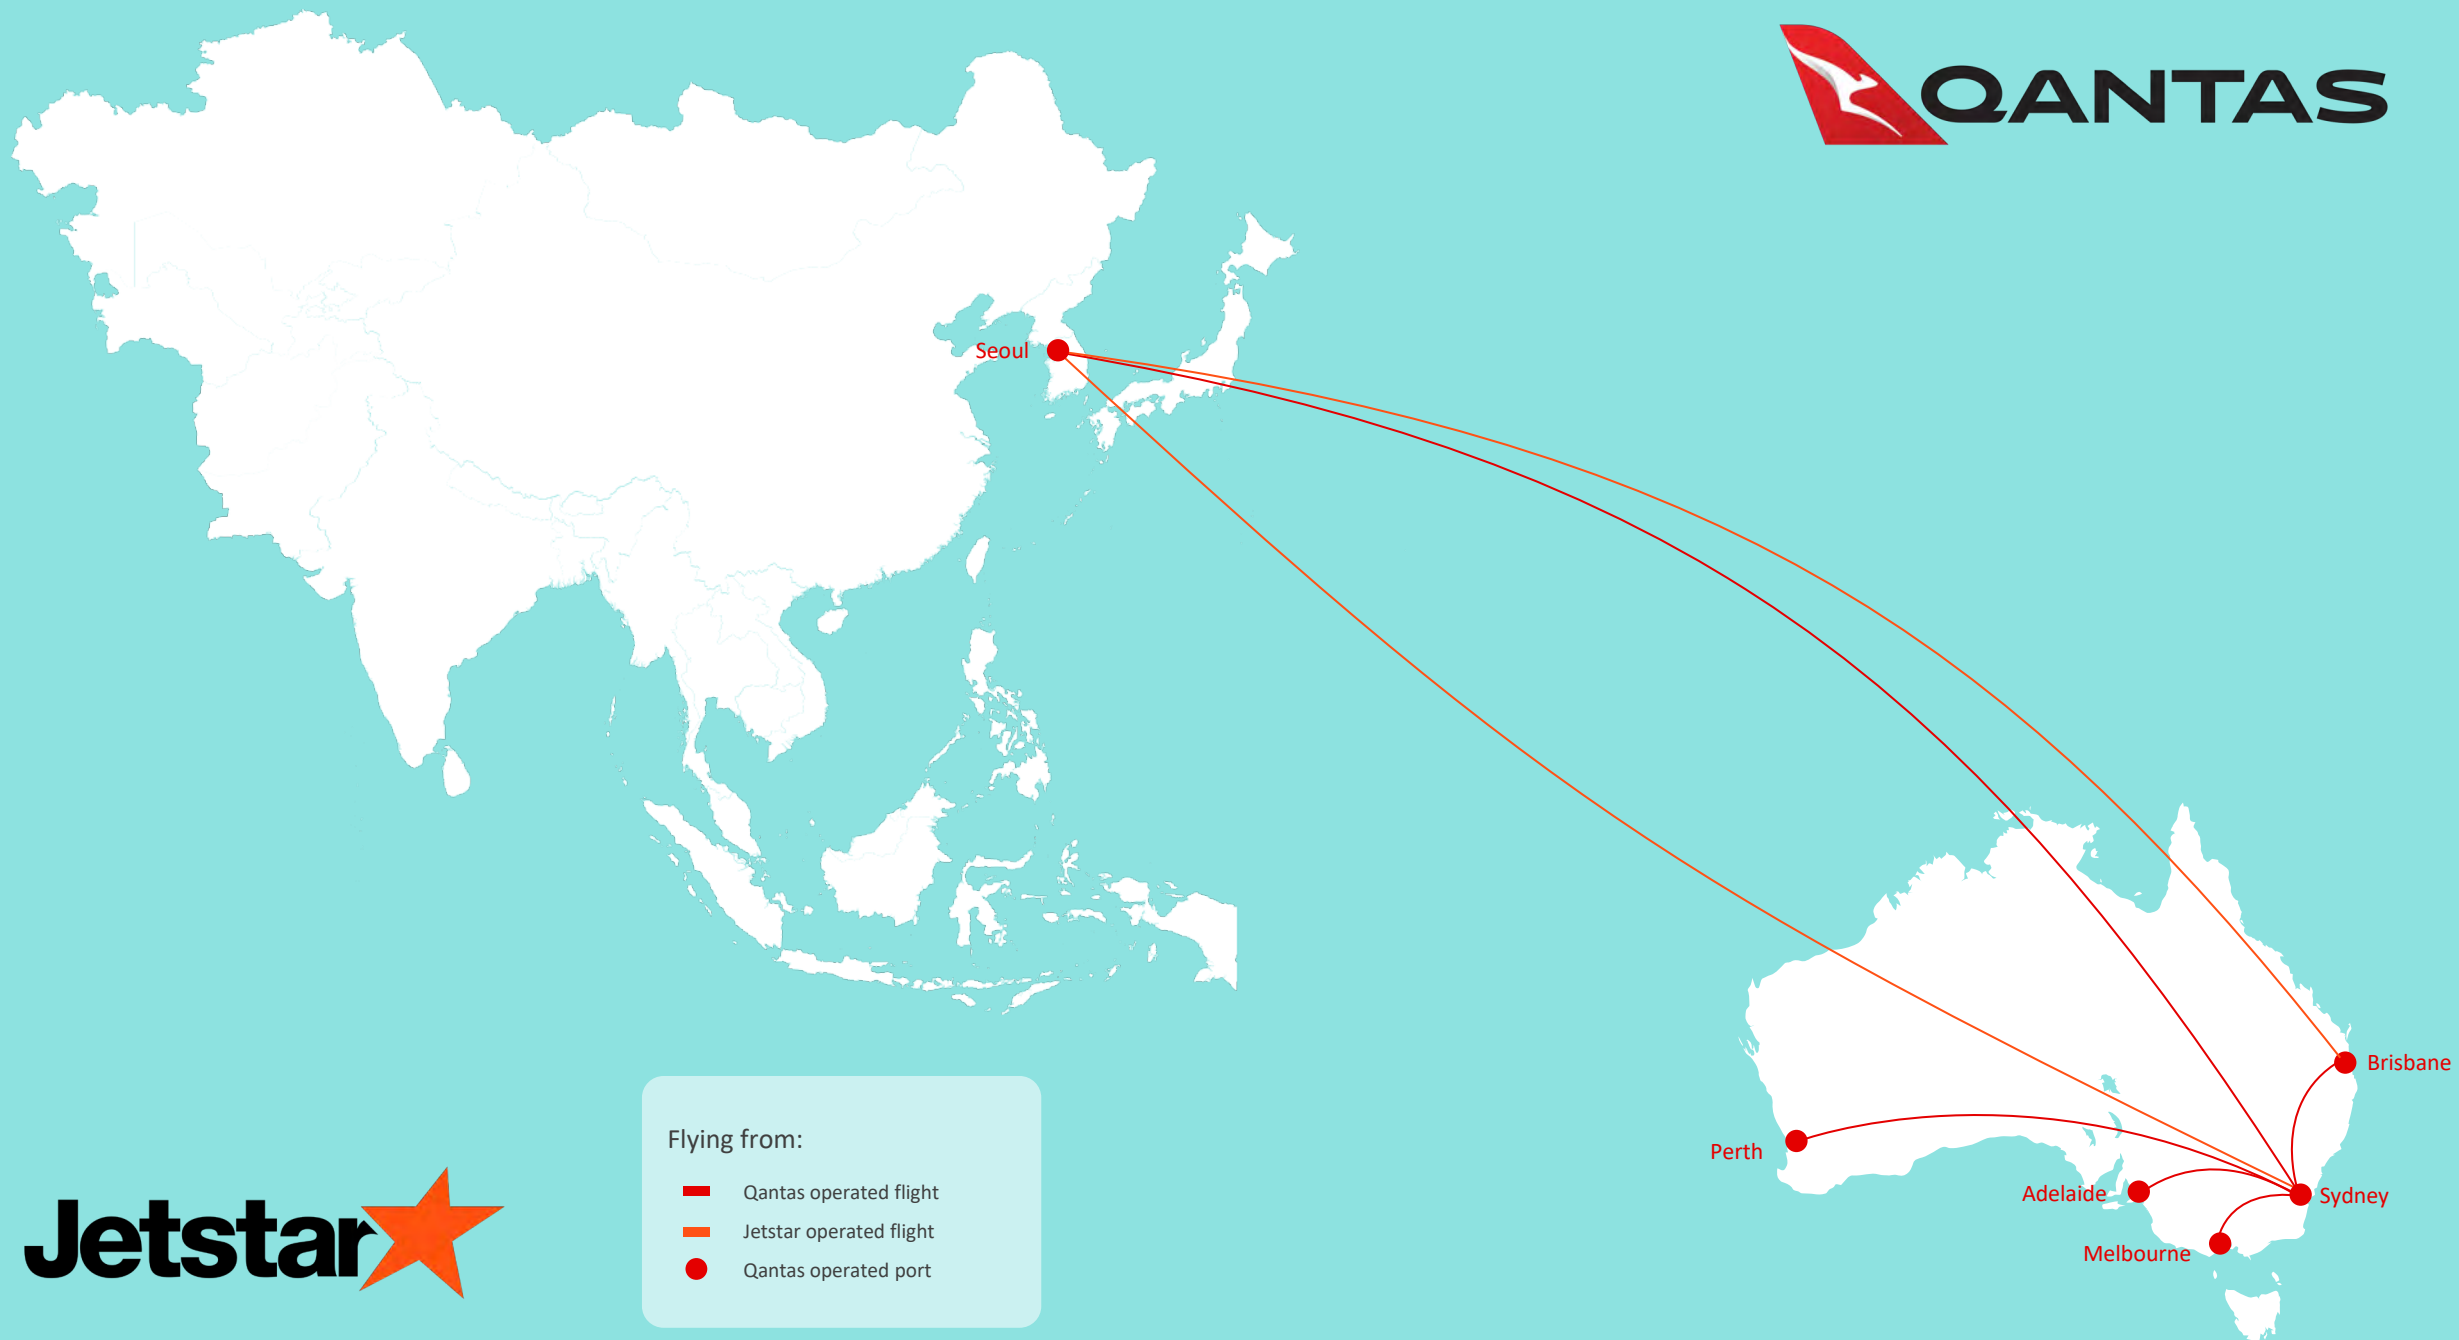 QANTAS
Seoul
Brisbane
Perth
Adelaide
Sydney
Melbourne
Flying from:
Qantas operated flight
Jetstar operated flight
Qantas operated port
Jetstar